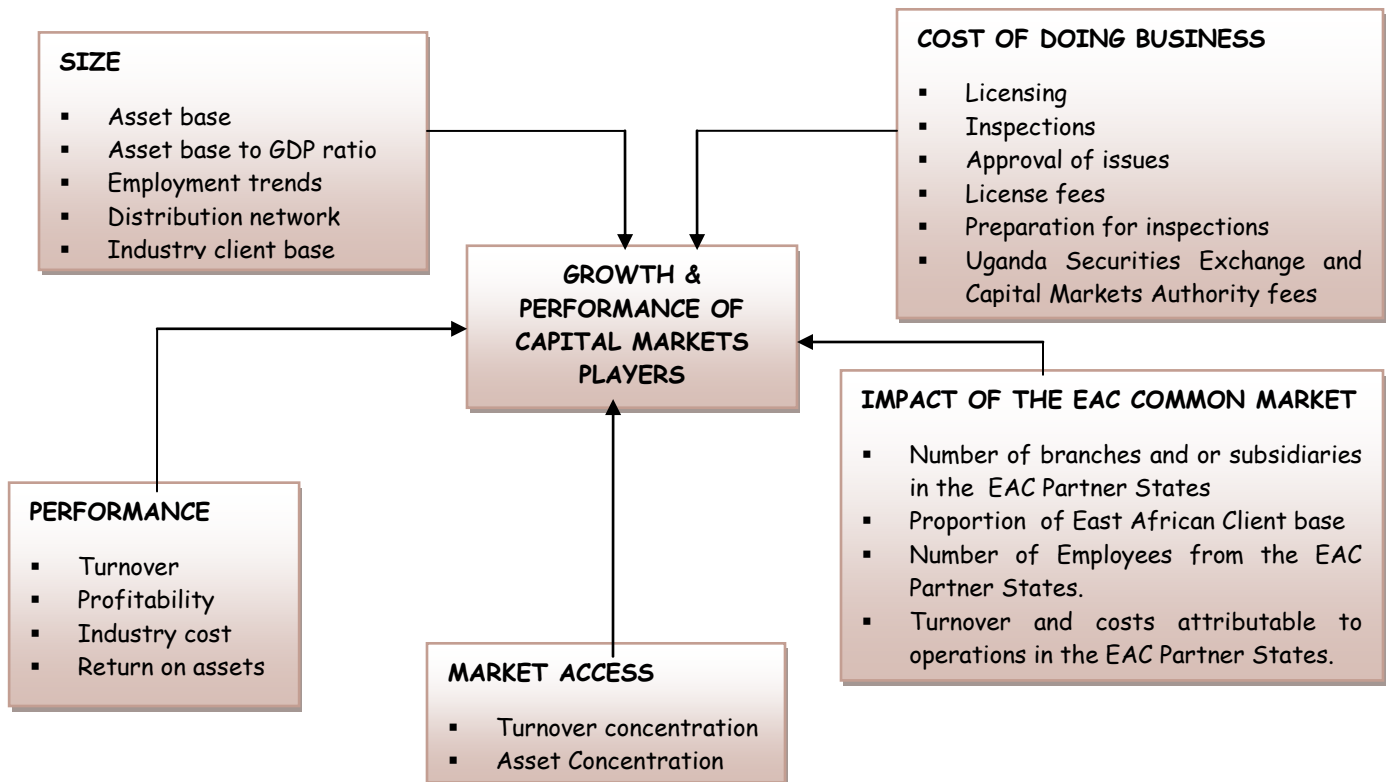 SIZE
▪ Asset base
▪ Asset base to GDP ratio
▪ Employment trends
▪ Distribution network
▪ Industry client base
COST OF DOING BUSINESS
▪ Licensing
▪ Inspections
▪ Approval of issues
▪ License fees
▪ Preparation for inspections
▪ Uganda Securities Exchange and
Capital Markets Authority fees
GROWTH &
PERFORMANCE OF
CAPITAL MARKETS
PLAYERS
IMPACT OF THE EAC COMMON MARKET
▪ Number of branches and or subsidiaries
in the EAC Partner States
▪ Proportion of East African Client base
▪ Number of Employees from the EAC
Partner States.
▪ Turnover and costs attributable to
operations in the EAC Partner States.
PERFORMANCE
▪ Turnover
▪ Profitability
▪ Industry cost
▪ Return on assets
MARKET ACCESS
▪ Turnover concentration
▪ Asset Concentration